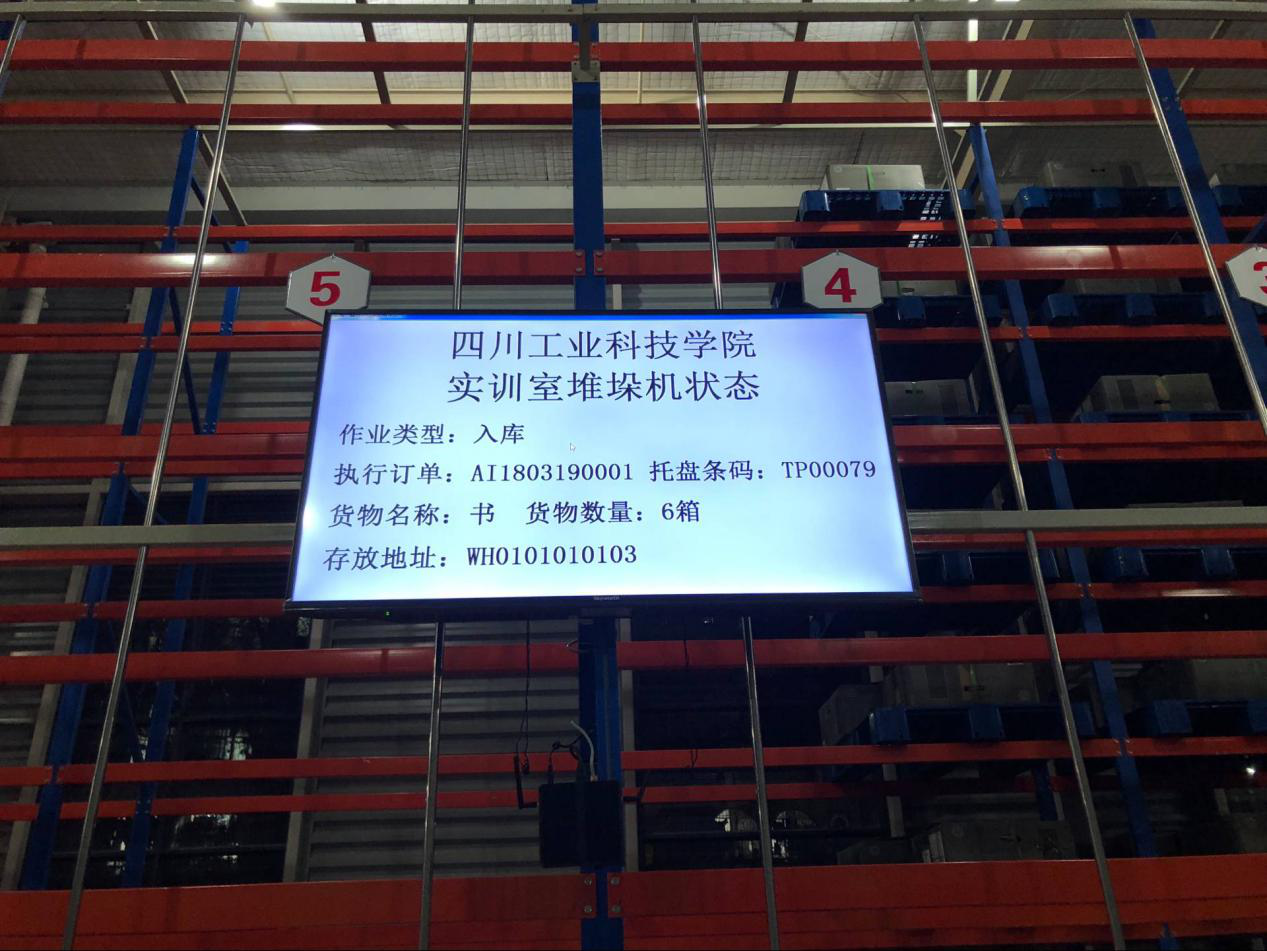 5
4
3
四川工业科技学院
实训室堆垛机状态
作业类型：入库
执行订单：AI1803190001 托盘条码：TP00079
货物名称：书 货物数量：6箱
存放地址：WH0101010103